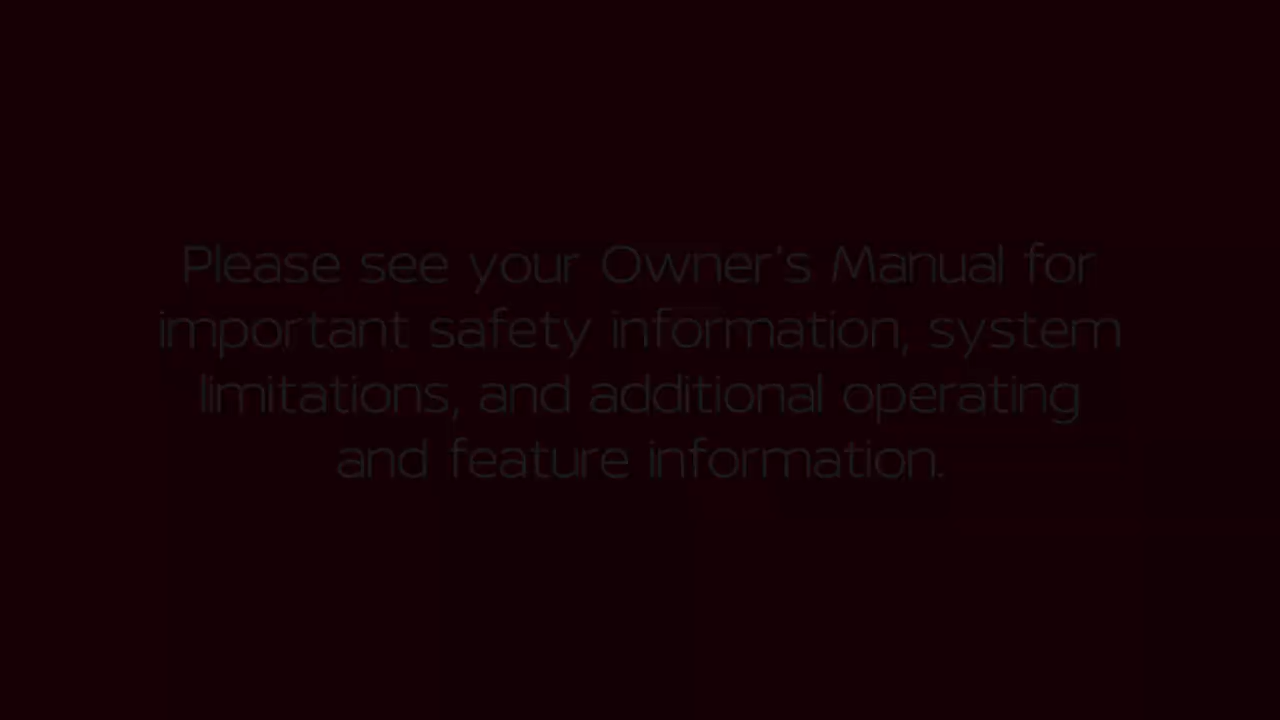 Please see your Owner's Manual for
important safety information, system
limitations, and additional operating
and feature information.